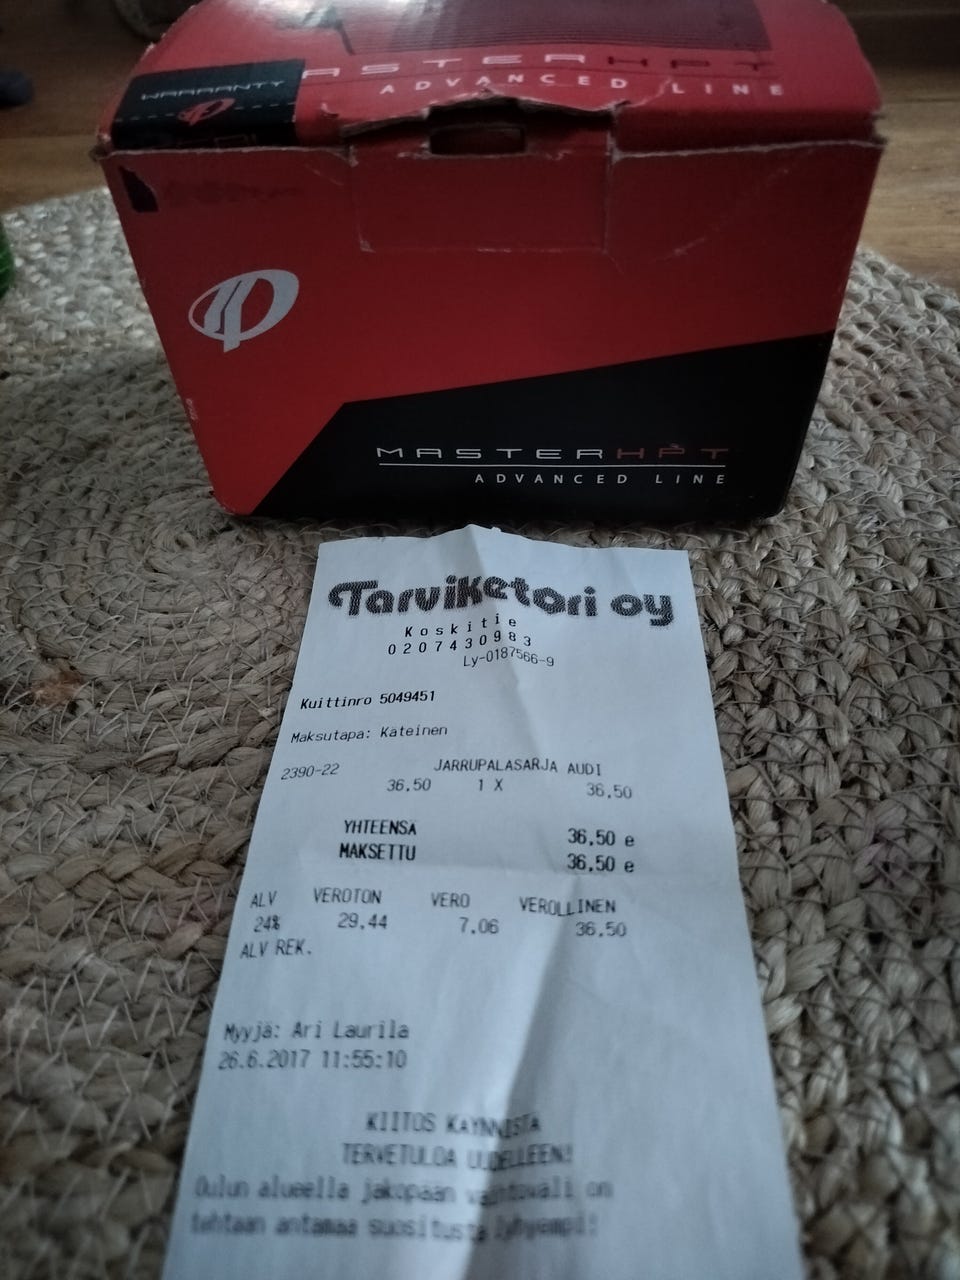 WARRANTY
MASTERHPT
ADVANCED LINE
MASTERHPT
ADVANCED LINE
Tarviketori oy
Koskitie
0207430983
Ly-0187566-9
Kuittinro 5049451
Maksutapa: Käteinen
2390-22 JARRUPALASARJA AUDI
36,50 1 X 36,50
YHTEENSÄ 36,50 e
MAKSETTU 36,50 e
ALV VEROTON VERO VEROLLINEN
24% 29.44 7.06 36,50
ALV REK.
Myyjä: Ari Laurila
26.6.2017 11:55:10
KIITOS KÄYNNISTÄ
TERVETULOA UUDELLEEN!
Oulun alueella jakopään vaihtoväli on
tehtaan antamaa suositusta lyhyempi!